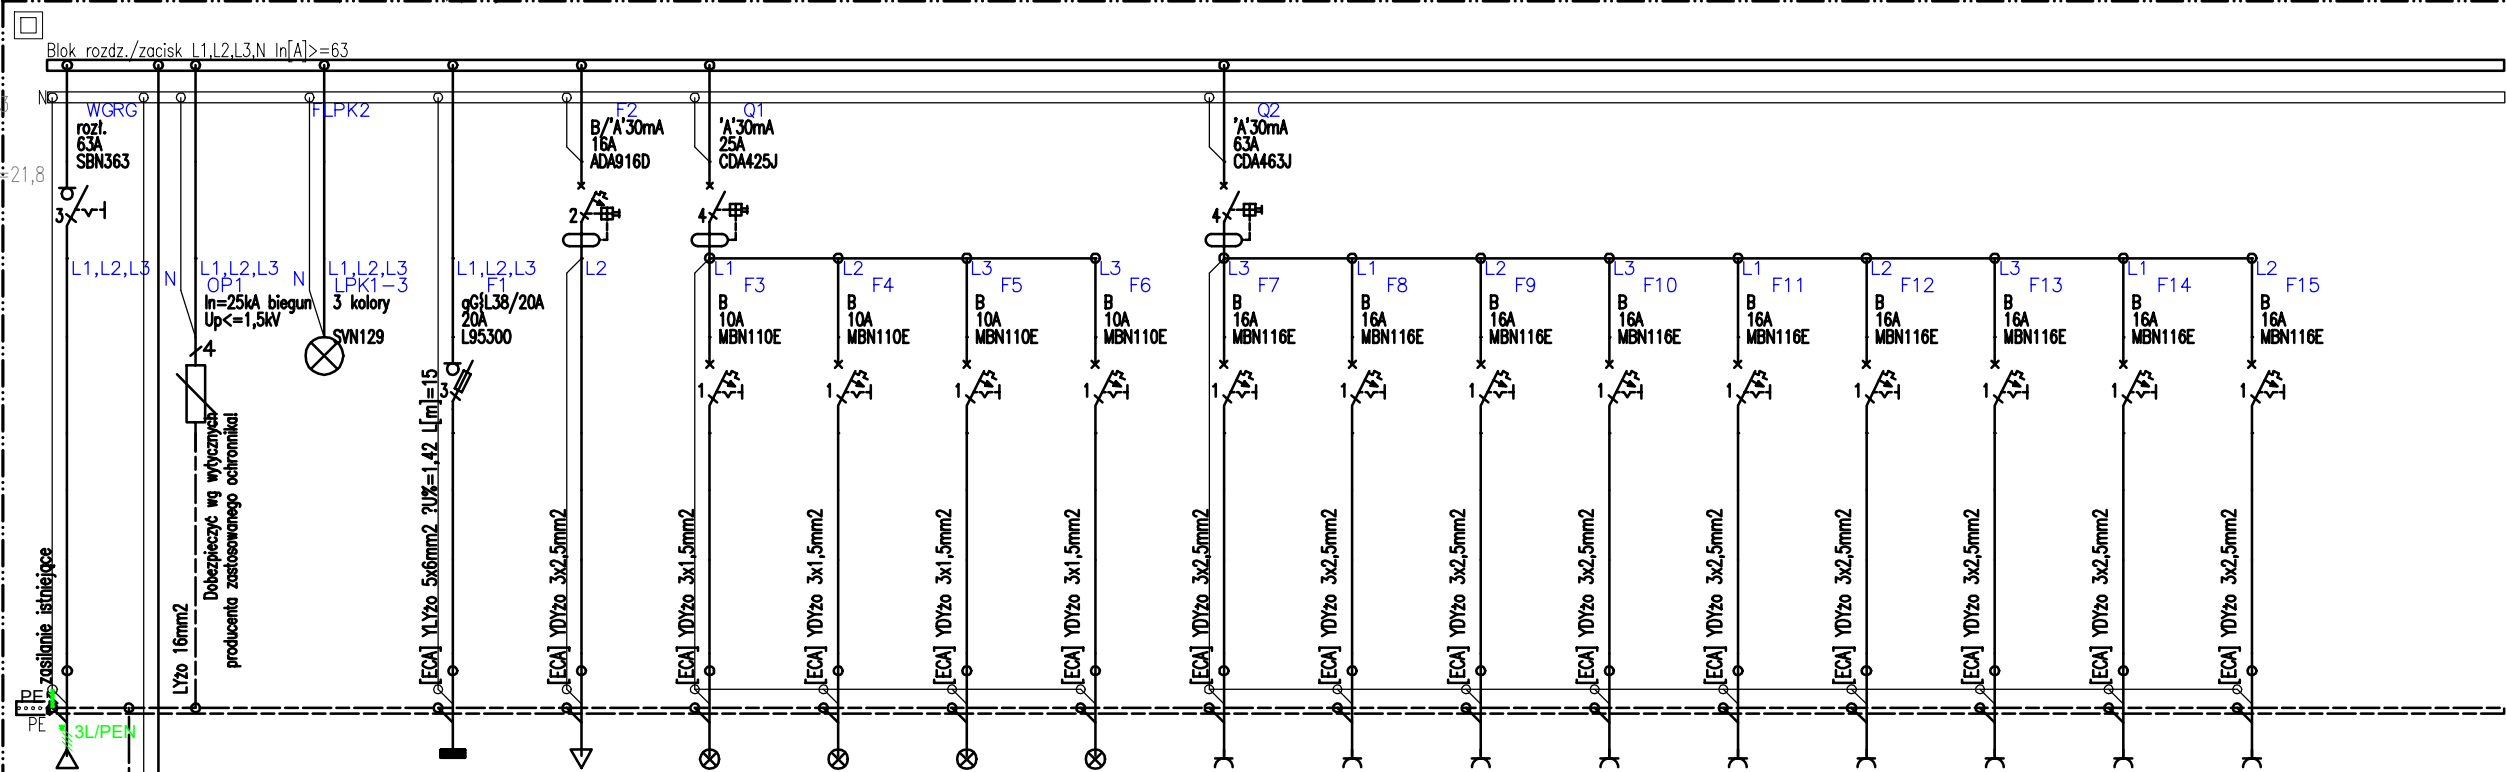 Blok rozdz./zacisk L1,L2,L3,N In[A]>=63
3
N
WGRG
rozł.
63A
SBN363
FLPK2
F2
B/'A'30mA
16A
ADA916D
Q1
'A'30mA
25A
CDA425J
Q2
'A'30mA
63A
CDA463J
=21,8
3
2
4
4
L1,L2,L3
N
L1,L2,L3
OP1
In=25kA biegun
Up<=1,5kV
4
N
L1,L2,L3
LPK1-3
3 kolory
SVN129
L1,L2,L3
F1
20A
L95300
3
L2
L1
F3
B
10A
MBN110E
1
L2
F4
B
10A
MBN110E
1
L3
F5
B
10A
MBN110E
1
L3
F6
B
10A
MBN110E
1
L3
F7
B
16A
MBN116E
1
L1
F8
B
16A
MBN116E
1
L2
F9
B
16A
MBN116E
1
L3
F10
B
16A
MBN116E
1
L1
F11
B
16A
MBN116E
1
L2
F12
B
16A
MBN116E
1
L3
F13
B
16A
MBN116E
1
L1
F14
B
16A
MBN116E
1
L2
F15
B
16A
MBN116E
1
zasilanie istniejące
LYżo 16mm2
Dobezpieczyć wg wytycznych
producenta zastosowanego ochronnika!
[ECA] YLYżo 5x6mm2 ?U%=1,42 L[m]=15
[ECA] YDYżo 3x2,5mm2
[ECA] YDYżo 3x1,5mm2
[ECA] YDYżo 3x1,5mm2
[ECA] YDYżo 3x1,5mm2
[ECA] YDYżo 3x1,5mm2
[ECA] YDYżo 3x2,5mm2
[ECA] YDYżo 3x2,5mm2
[ECA] YDYżo 3x2,5mm2
[ECA] YDYżo 3x2,5mm2
[ECA] YDYżo 3x2,5mm2
[ECA] YDYżo 3x2,5mm2
[ECA] YDYżo 3x2,5mm2
[ECA] YDYżo 3x2,5mm2
[ECA] YDYżo 3x2,5mm2
PE
PE
3L/PEN